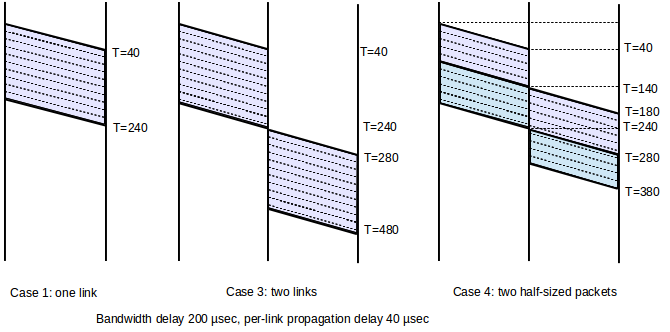 T=40
T=240
Case 1: one link
T=40
T=240
T=280
T=480
Case 3: two links
T=40
T=140
T=180
T=240
T=280
T=380
Case 4: two half-sized packets
Bandwidth delay 200 µsec, per-link propagation delay 40 µsec